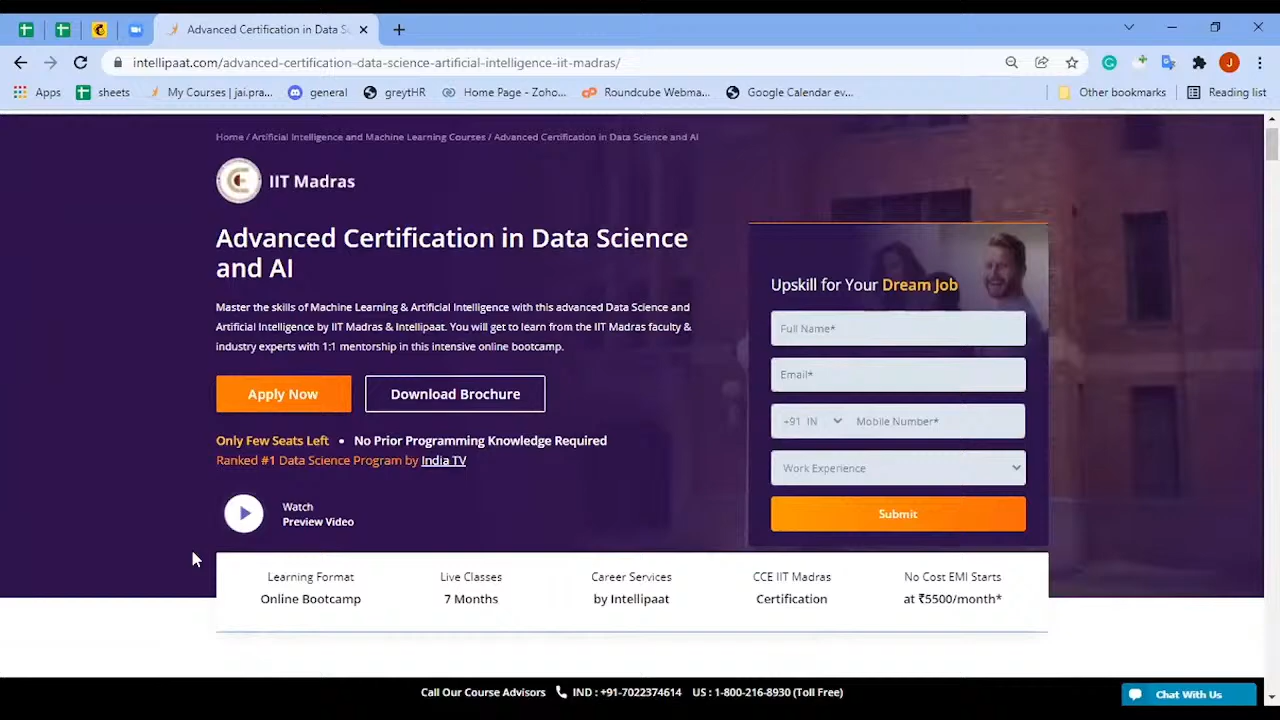 Advanced Certification in Data S
intellipaat.com/advanced-certification-data-science-artificial-intelligence-iit-madras/
J
Apps
sheets
My Courses | jai.pra...
general
greytHR
Home Page - Zoho...
Roundcube Webma...
Google Calendar ev...
Other bookmarks
Reading list
Home / Artificial Intelligence and Machine Learning Courses / Advanced Certification in Data Science and AI
IIT Madras
Advanced Certification in Data Science
and AI
Master the skills of Machine Learning & Artificial Intelligence with this advanced Data Science and
Artificial Intelligence by IIT Madras & Intellipaat. You will get to learn from the IIT Madras faculty &
industry experts with 1:1 mentorship in this intensive online bootcamp.
Apply Now
Download Brochure
Only Few Seats Left • No Prior Programming Knowledge Required
Ranked #1 Data Science Program by India TV
Watch
Preview Video
Upskill for Your Dream Job
Full Name*
Email*
+91 IN
Mobile Number*
Work Experience
Submit
Learning Format
Online Bootcamp
Live Classes
7 Months
Career Services
by Intellipaat
CCE IIT Madras
Certification
No Cost EMI Starts
at ₹5500/month*
Call Our Course Advisors IND : +91-7022374614 US : 1-800-216-8930 (Toll Free)
Chat With Us